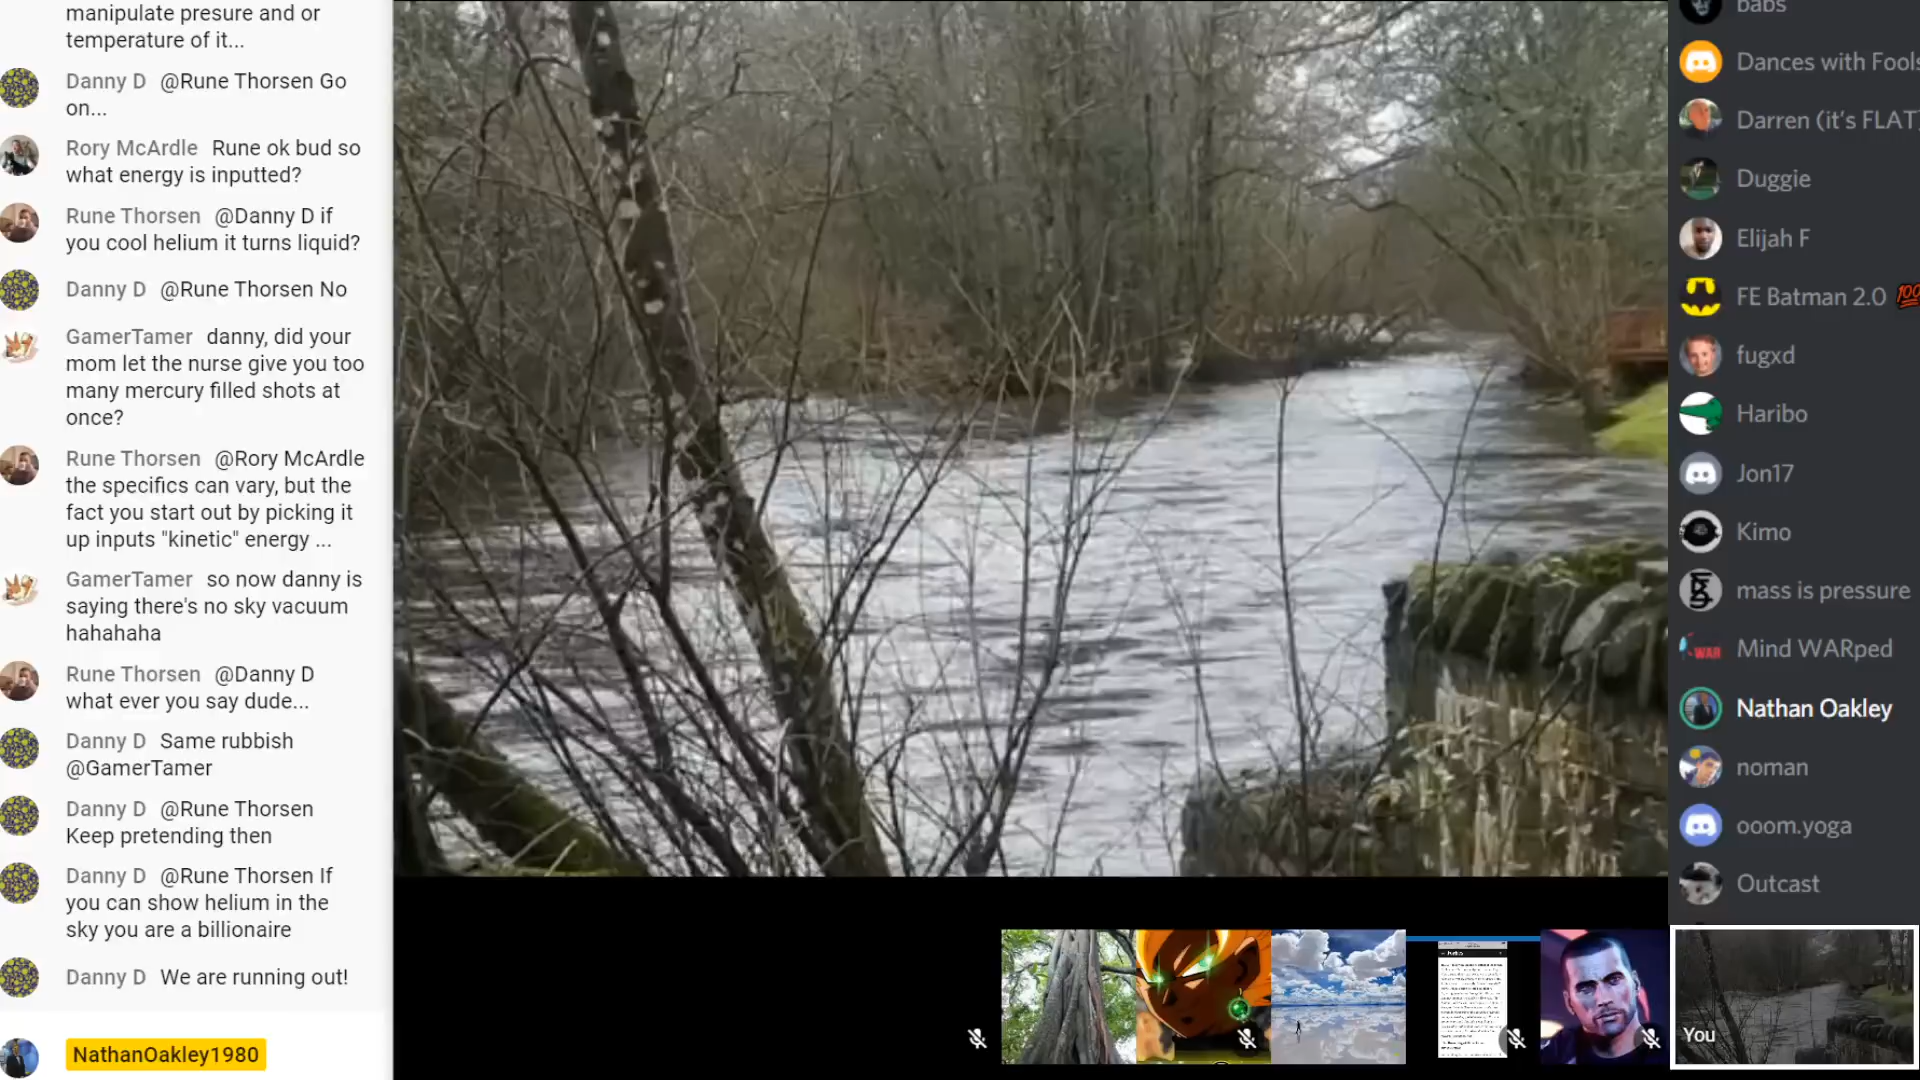 manipulate presure and or
temperature of it...
Danny D @Rune Thorsen Go
on...
Rory McArdle Rune ok bud so
what energy is inputted?
Rune Thorsen @Danny D if
you cool helium it turns liquid?
Danny D @Rune Thorsen No
GamerTamer danny, did your
mom let the nurse give you too
many mercury filled shots at
once?
Rune Thorsen @Rory McArdle
the specifics can vary, but the
fact you start out by picking it
up inputs "kinetic" energy ...
GamerTamer so now danny is
saying there's no sky vacuum
hahahaha
Rune Thorsen @Danny D
what ever you say dude...
Danny D Same rubbish
@GamerTamer
Danny D @Rune Thorsen
Keep pretending then
Danny D @Rune Thorsen If
you can show helium in the
sky you are a billionaire
Danny D We are running out!
NathanOakley1980
babs
Dances with Fools
Darren (it's FLAT)
Duggie
Elijah F
FE Batman 2.0 💯
fugxd
Haribo
Jon17
Kimo
mass is pressure
WAR
Mind WARped
Nathan Oakley
noman
ooom.yoga
Outcast
You